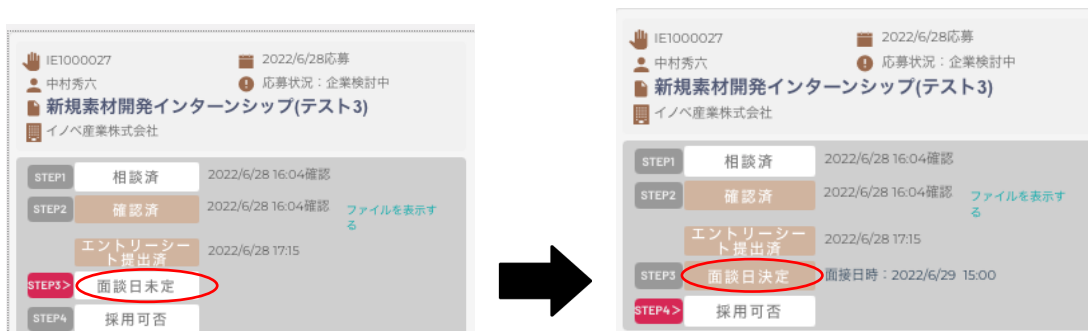 IE1000027
2022/6/28応募
中村秀六
応募状況：企業検討中
新規素材開発インターンシップ(テスト3)
イノベ産業株式会社
STEP1 相談済 2022/6/28 16:04確認
STEP2 確認済 2022/6/28 16:04確認 ファイルを表示す
る
エントリーシー
ト提出済
2022/6/28 17:15
STEP3> 面談日未定
STEP4 採用可否
IE1000027
2022/6/28応募
中村秀六
応募状況：企業検討中
新規素材開発インターンシップ(テスト3)
イノベ産業株式会社
STEP1 相談済 2022/6/28 16:04確認
STEP2 確認済 2022/6/28 16:04確認 ファイルを表示す
る
エントリーシー
ト提出済
2022/6/28 17:15
STEP3 面談日決定 面接日時：2022/6/29 15:00
STEP4> 採用可否